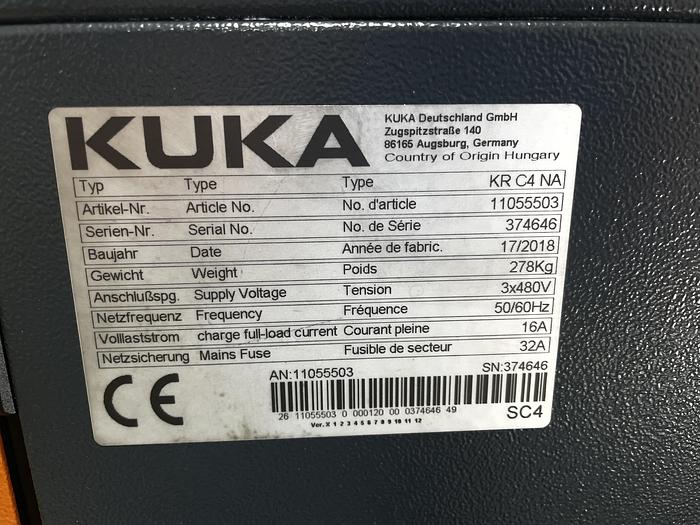 KUKA
KUKA Deutschland GmbH
Zugspitzstraße 140
86165 Augsburg, Germany
Country of Origin Hungary
Typ Type Type KR C4 NA
Artikel-Nr. Article No. No. d'article 11055503
Serien-Nr. Serial No. No. de Série 374646
Baujahr Date Année de fabric. 17/2018
Gewicht Weight Poids 278Kg
Anschlußspg. Supply Voltage Tension 3x480V
Netzfrequenz Frequency Fréquence 50/60Hz
Volllaststrom charge full-load current Courant pleine 16A
Netzsicherung Mains Fuse Fusible de secteur 32A
AN:11055503 SN:374646
CE
26 11055503 0 000120 00 0374646 49
SC4
Ver.X 1 2 3 4 5 6 7 8 9 10 11 12